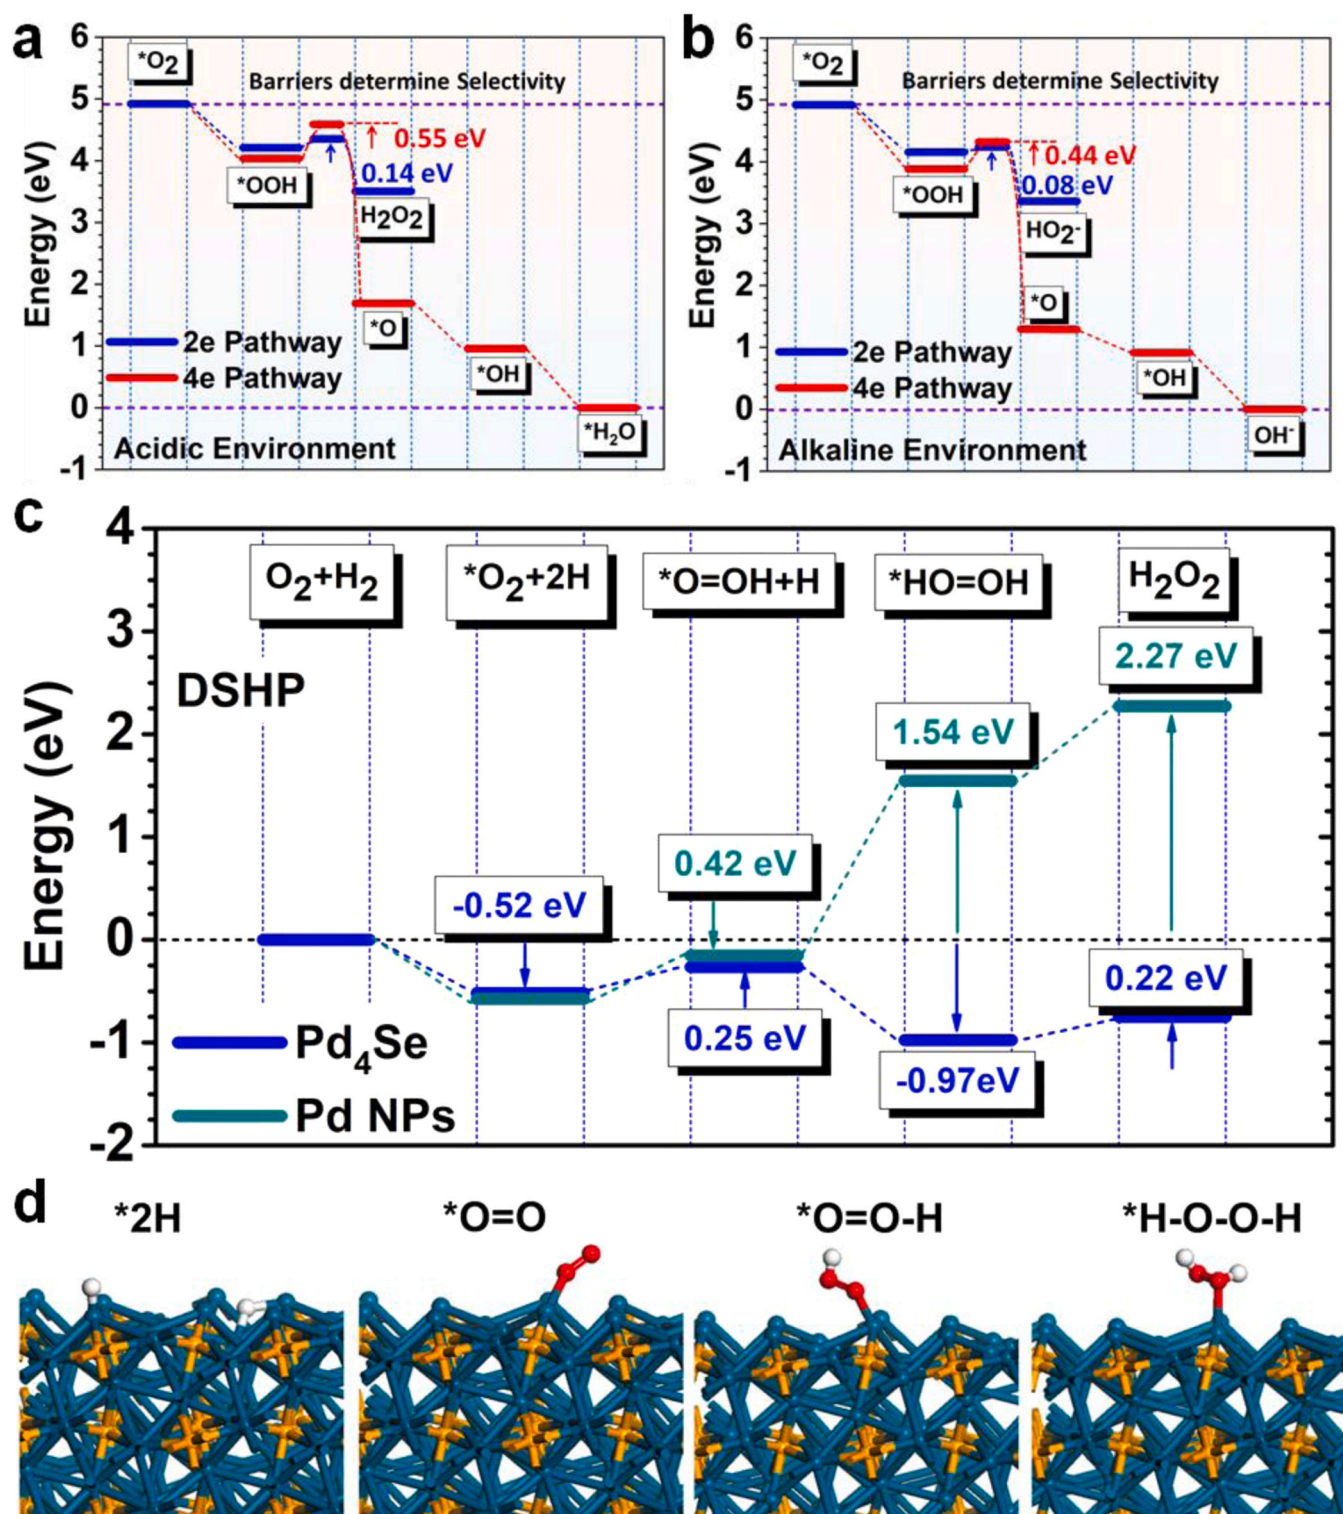 a
6
5
4
3
2
1
0
-1
Energy (eV)
*O2
Barriers determine Selectivity
0.55 eV
0.14 eV
*OOH
H2O2
*O
2e Pathway
4e Pathway
*OH
*H2O
Acidic Environment
b
6
5
4
3
2
1
0
-1
Energy (eV)
*O2
Barriers determine Selectivity
0.44 eV
0.08 eV
*OOH
HO2-
*O
2e Pathway
4e Pathway
*OH
OH-
Alkaline Environment
c
4
3
2
1
0
-1
-2
Energy (eV)
O2+H2
*O2+2H
*O=OH+H
*HO=OH
H2O2
2.27 eV
DSHP
1.54 eV
0.42 eV
-0.52 eV
0.22 eV
0.25 eV
-0.97eV
Pd4Se
Pd NPs
d
*2H
*O=O
*O=O-H
*H-O-O-H